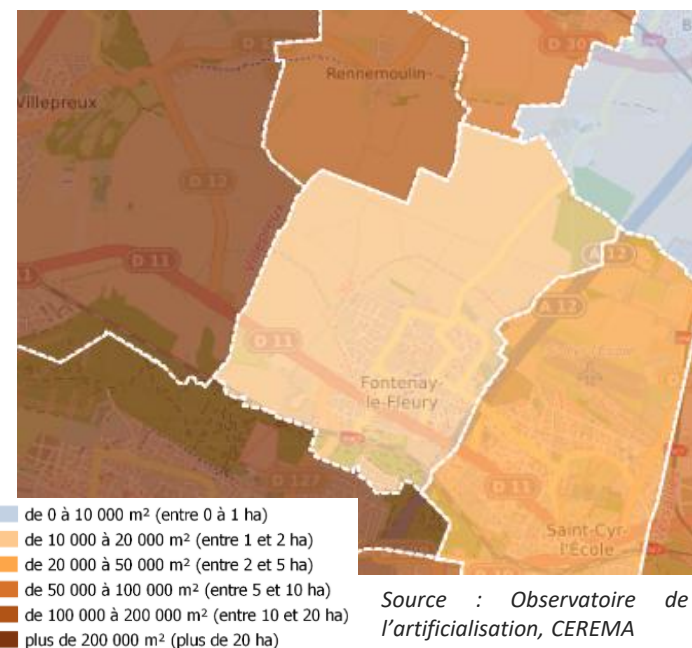 D 30
Rennemoulin
Villepreux
D 12
Villepreux
D 11
A 12
A 12
D 11
Fontenay-
le-Fleury
D 127
D 11
Saint-Cyr-
l'École
de 0 à 10 000 m² (entre 0 à 1 ha)
de 10 000 à 20 000 m² (entre 1 et 2 ha)
de 20 000 à 50 000 m² (entre 2 et 5 ha)
de 50 000 à 100 000 m² (entre 5 et 10 ha)
de 100 000 à 200 000 m² (entre 10 et 20 ha)
plus de 200 000 m² (plus de 20 ha)
Source : Observatoire de
l'artificialisation, CEREMA